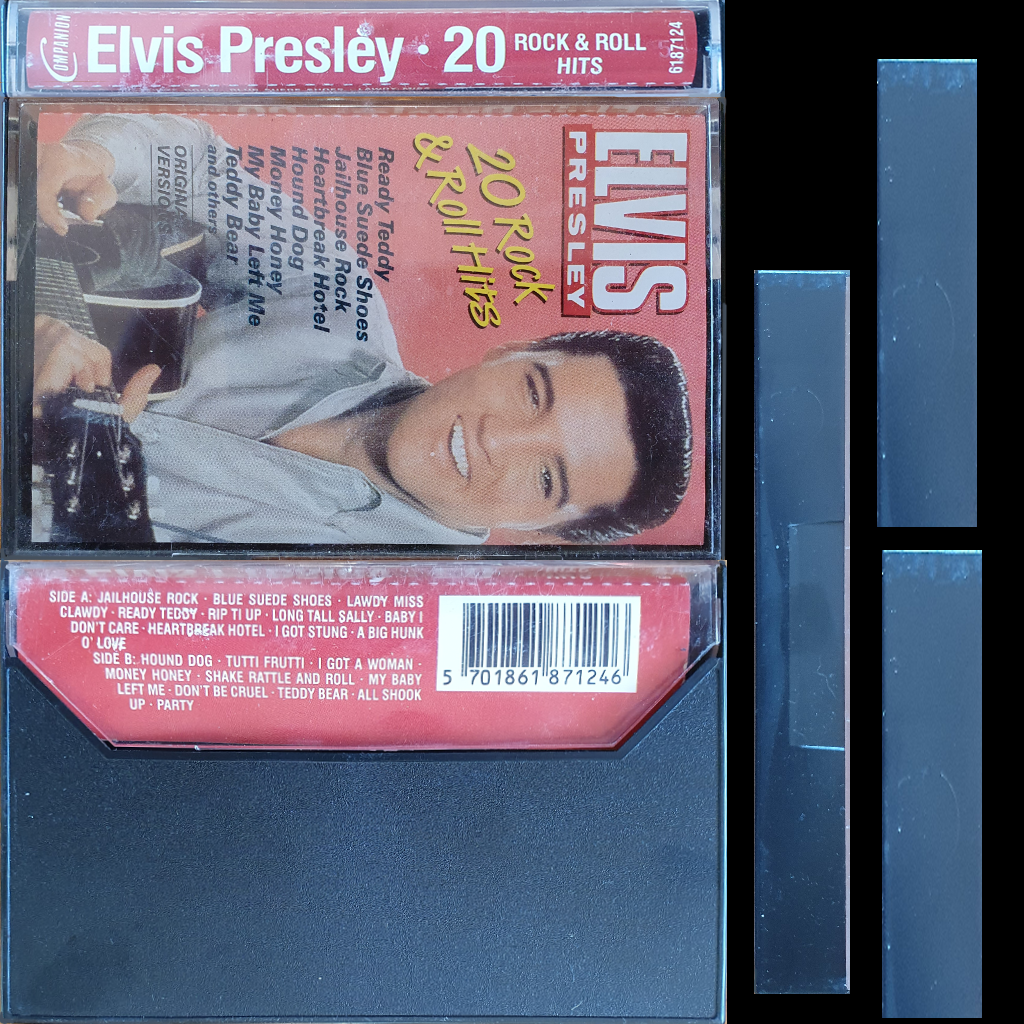 COMPANION
Elvis Presley · 20 ROCK & ROLL
HITS
6187124
ELVIS
PRESLEY
20 Rock
& Roll Hits
Ready Teddy
Blue Suede Shoes
Jailhouse Rock
Heartbreak Hotel
Hound Dog
Money Honey
My Baby Left Me
Teddy Bear
and others
ORIGINAL
VERSIONS
SIDE A: JAILHOUSE ROCK · BLUE SUEDE SHOES · LAWDY MISS
CLAWDY · READY TEDDY · RIP TI UP · LONG TALL SALLY · BABY I
DON'T CARE · HEARTBREAK HOTEL · I GOT STUNG · A BIG HUNK
O' LOVE
SIDE B: HOUND DOG · TUTTI FRUTTI · I GOT A WOMAN ·
MONEY HONEY · SHAKE RATTLE AND ROLL · MY BABY
LEFT ME · DON'T BE CRUEL · TEDDY BEAR · ALL SHOOK
UP · PARTY
5 701861 871246